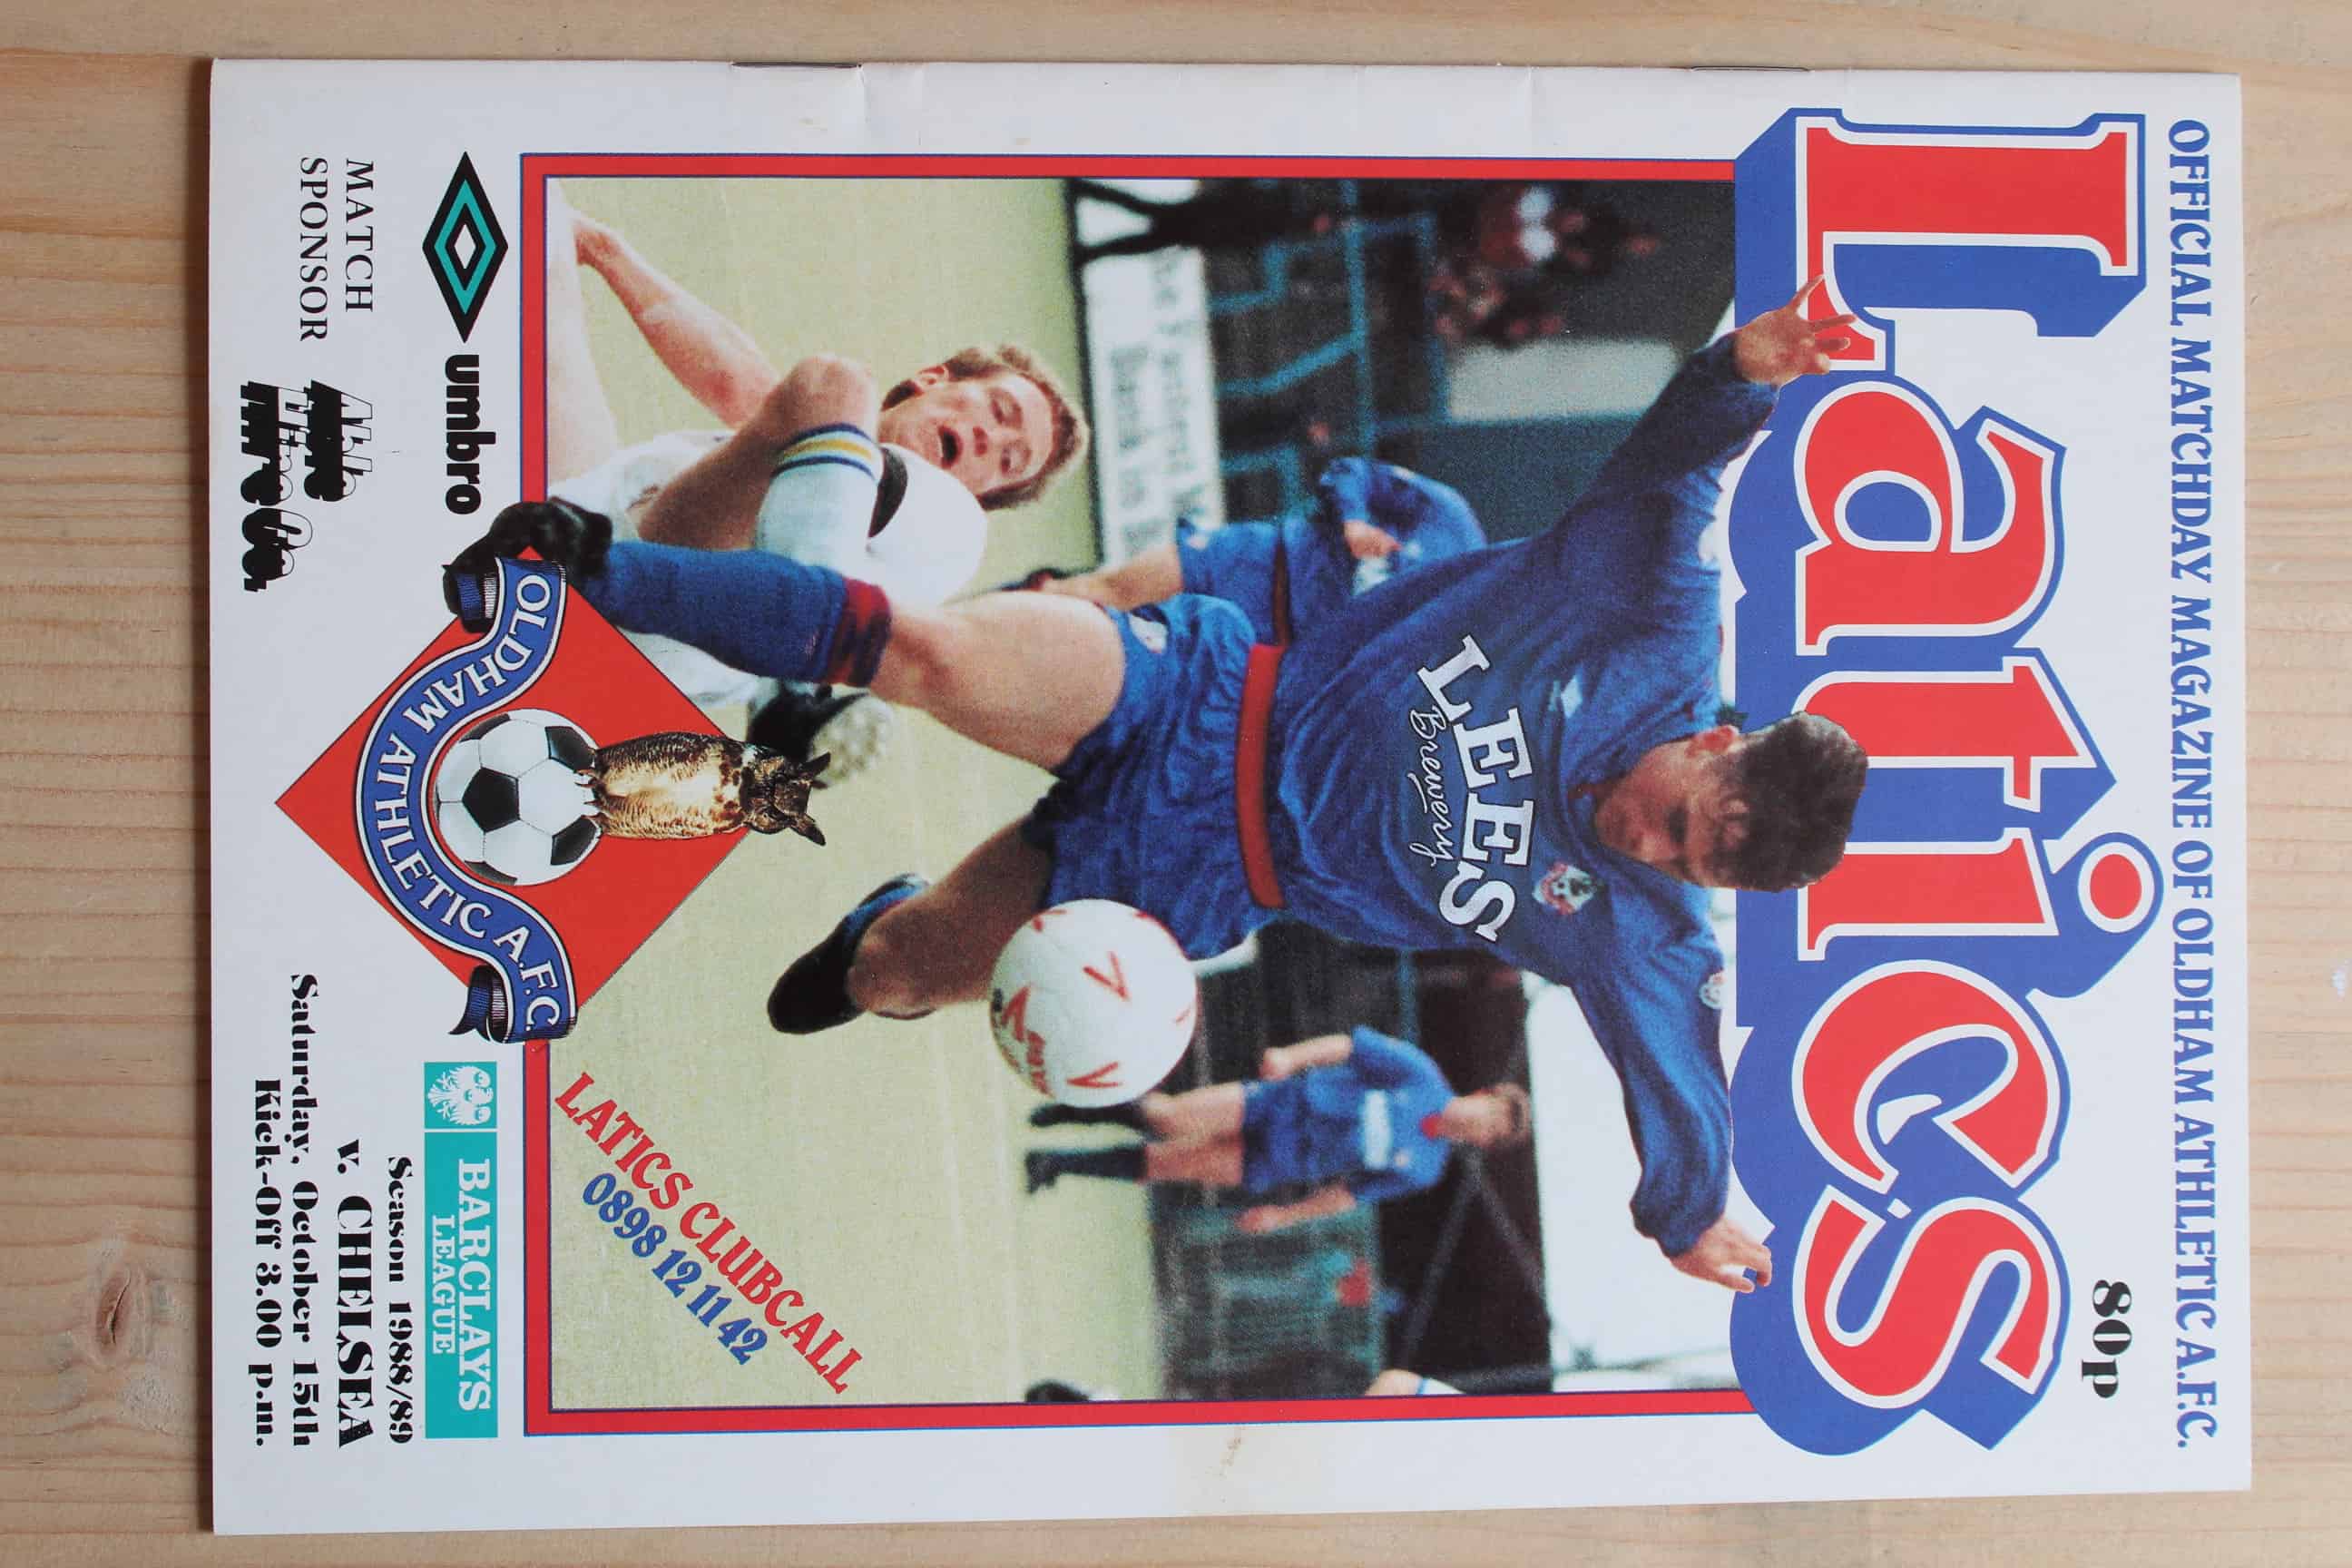 OFFICIAL MATCHDAY MAGAZINE OF OLDHAM ATHLETIC A.F.C.
80p
Latics
LEES
Brewery
LATICS CLUBCALL
0898 12 11 42
OLDHAM ATHLETIC A.F.C.
umbro
BARCLAYS
LEAGUE
MATCH
SPONSOR
Season 1988/89
v. CHELSEA
Saturday, October 15th
Kick-Off 3.00 p.m.